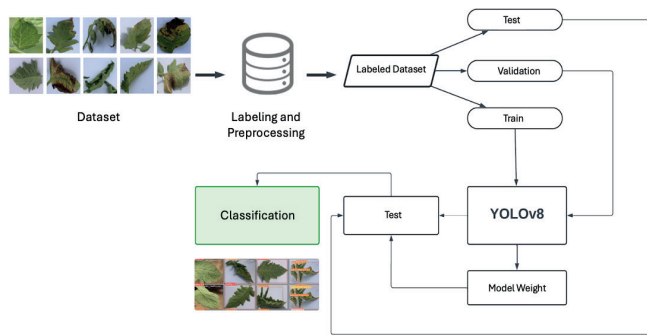 Test
Labeled Dataset
Validation
Dataset
Labeling and
Preprocessing
Train
Classification
Test
YOLOv8
Model Weight